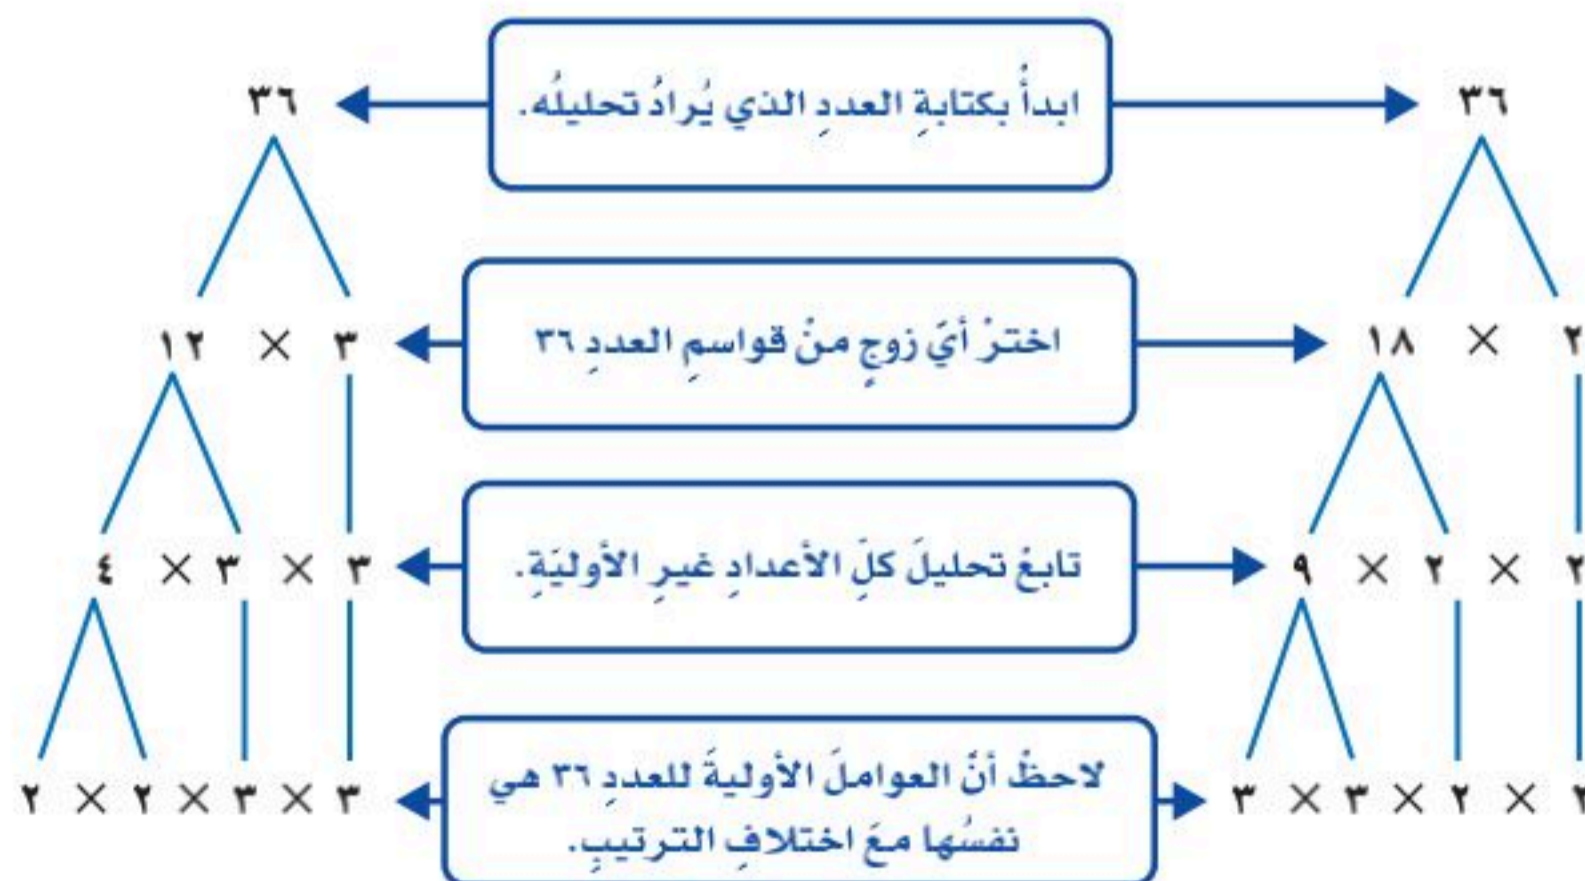 ٣٦ ابدأُ بكتابةِ العددِ الذي يُرادُ تحليلُه. ٣٦
٢ × ١٨ اخترْ أيَّ زوجٍ منْ قواسمِ العددِ ٣٦ ٣ × ١٢
٢ × ٢ × ٩ تابعْ تحليلَ كلِّ الأعدادِ غيرِ الأوليّةِ. ٣ × ٣ × ٤
٢ × ٢ × ٣ × ٣ لاحظْ أنَّ العواملَ الأوليةَ للعددِ ٣٦ هي ٣ × ٣ × ٢ × ٢
نفسُها معَ اختلافِ الترتيبِ.